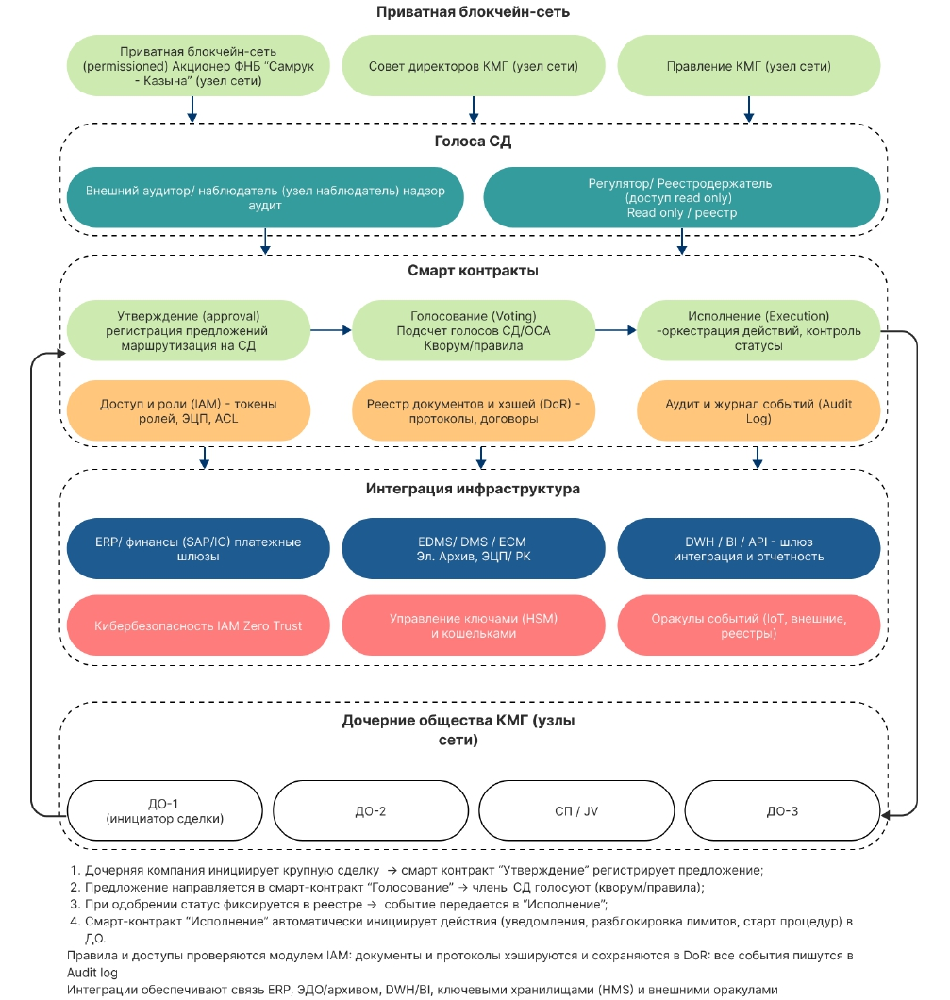 Приватная блокчейн-сеть
Приватная блокчейн-сеть
(permissioned) Акционер ФНБ “Самрук
- Казына” (узел сети)
Совет директоров КМГ (узел сети)
Правление КМГ (узел сети)
Голоса СД
Внешний аудитор/ наблюдатель (узел наблюдатель) надзор
аудит
Регулятор/ Реестродержатель
(доступ read only)
Read only / реестр
Смарт контракты
Утверждение (approval)
регистрация предложений
маршрутизация на СД
Голосование (Voting)
Подсчет голосов СД/ОСА
Кворум/правила
Исполнение (Execution)
-оркестрация действий, контроль
статусы
Доступ и роли (IAM) - токены
ролей, ЭЦП, ACL
Реестр документов и хэшей (DoR) -
протоколы, договоры
Аудит и журнал событий (Audit
Log)
Интеграция инфраструктура
ERP/ финансы (SAP/IC) платежные
шлюзы
EDMS/ DMS / ECM
Эл. Архив, ЭЦП/ РК
DWH / BI / API - шлюз
интеграция и отчетность
Кибербезопасность IAM Zero Trust
Управление ключами (HSM)
и кошельками
Оракулы событий (IoT, внешние,
реестры)
Дочерние общества КМГ (узлы
сети)
ДО-1
(инициатор сделки)
ДО-2
СП / JV
ДО-3
1. Дочерняя компания инициирует крупную сделку → смарт контракт “Утверждение” регистрирует предложение;
2. Предложение направляется в смарт-контракт “Голосование” → члены СД голосуют (кворум/правила);
3. При одобрении статус фиксируется в реестре → событие передается в “Исполнение”;
4. Смарт-контракт “Исполнение” автоматически инициирует действия (уведомления, разблокировка лимитов, старт процедур) в
ДО.
Правила и доступы проверяются модулем IAM: документы и протоколы хэшируются и сохраняются в DoR: все события пишутся в
Audit log
Интеграции обеспечивают связь ERP, ЭДО/архивом, DWH/BI, ключевыми хранилищами (HMS) и внешними оракулами